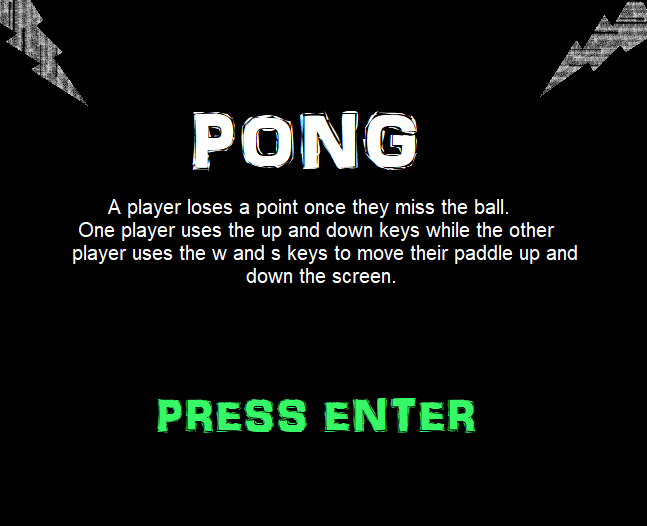 PONG
A player loses a point once they miss the ball.
One player uses the up and down keys while the other
player uses the w and s keys to move their paddle up and
down the screen.
PRESS ENTER